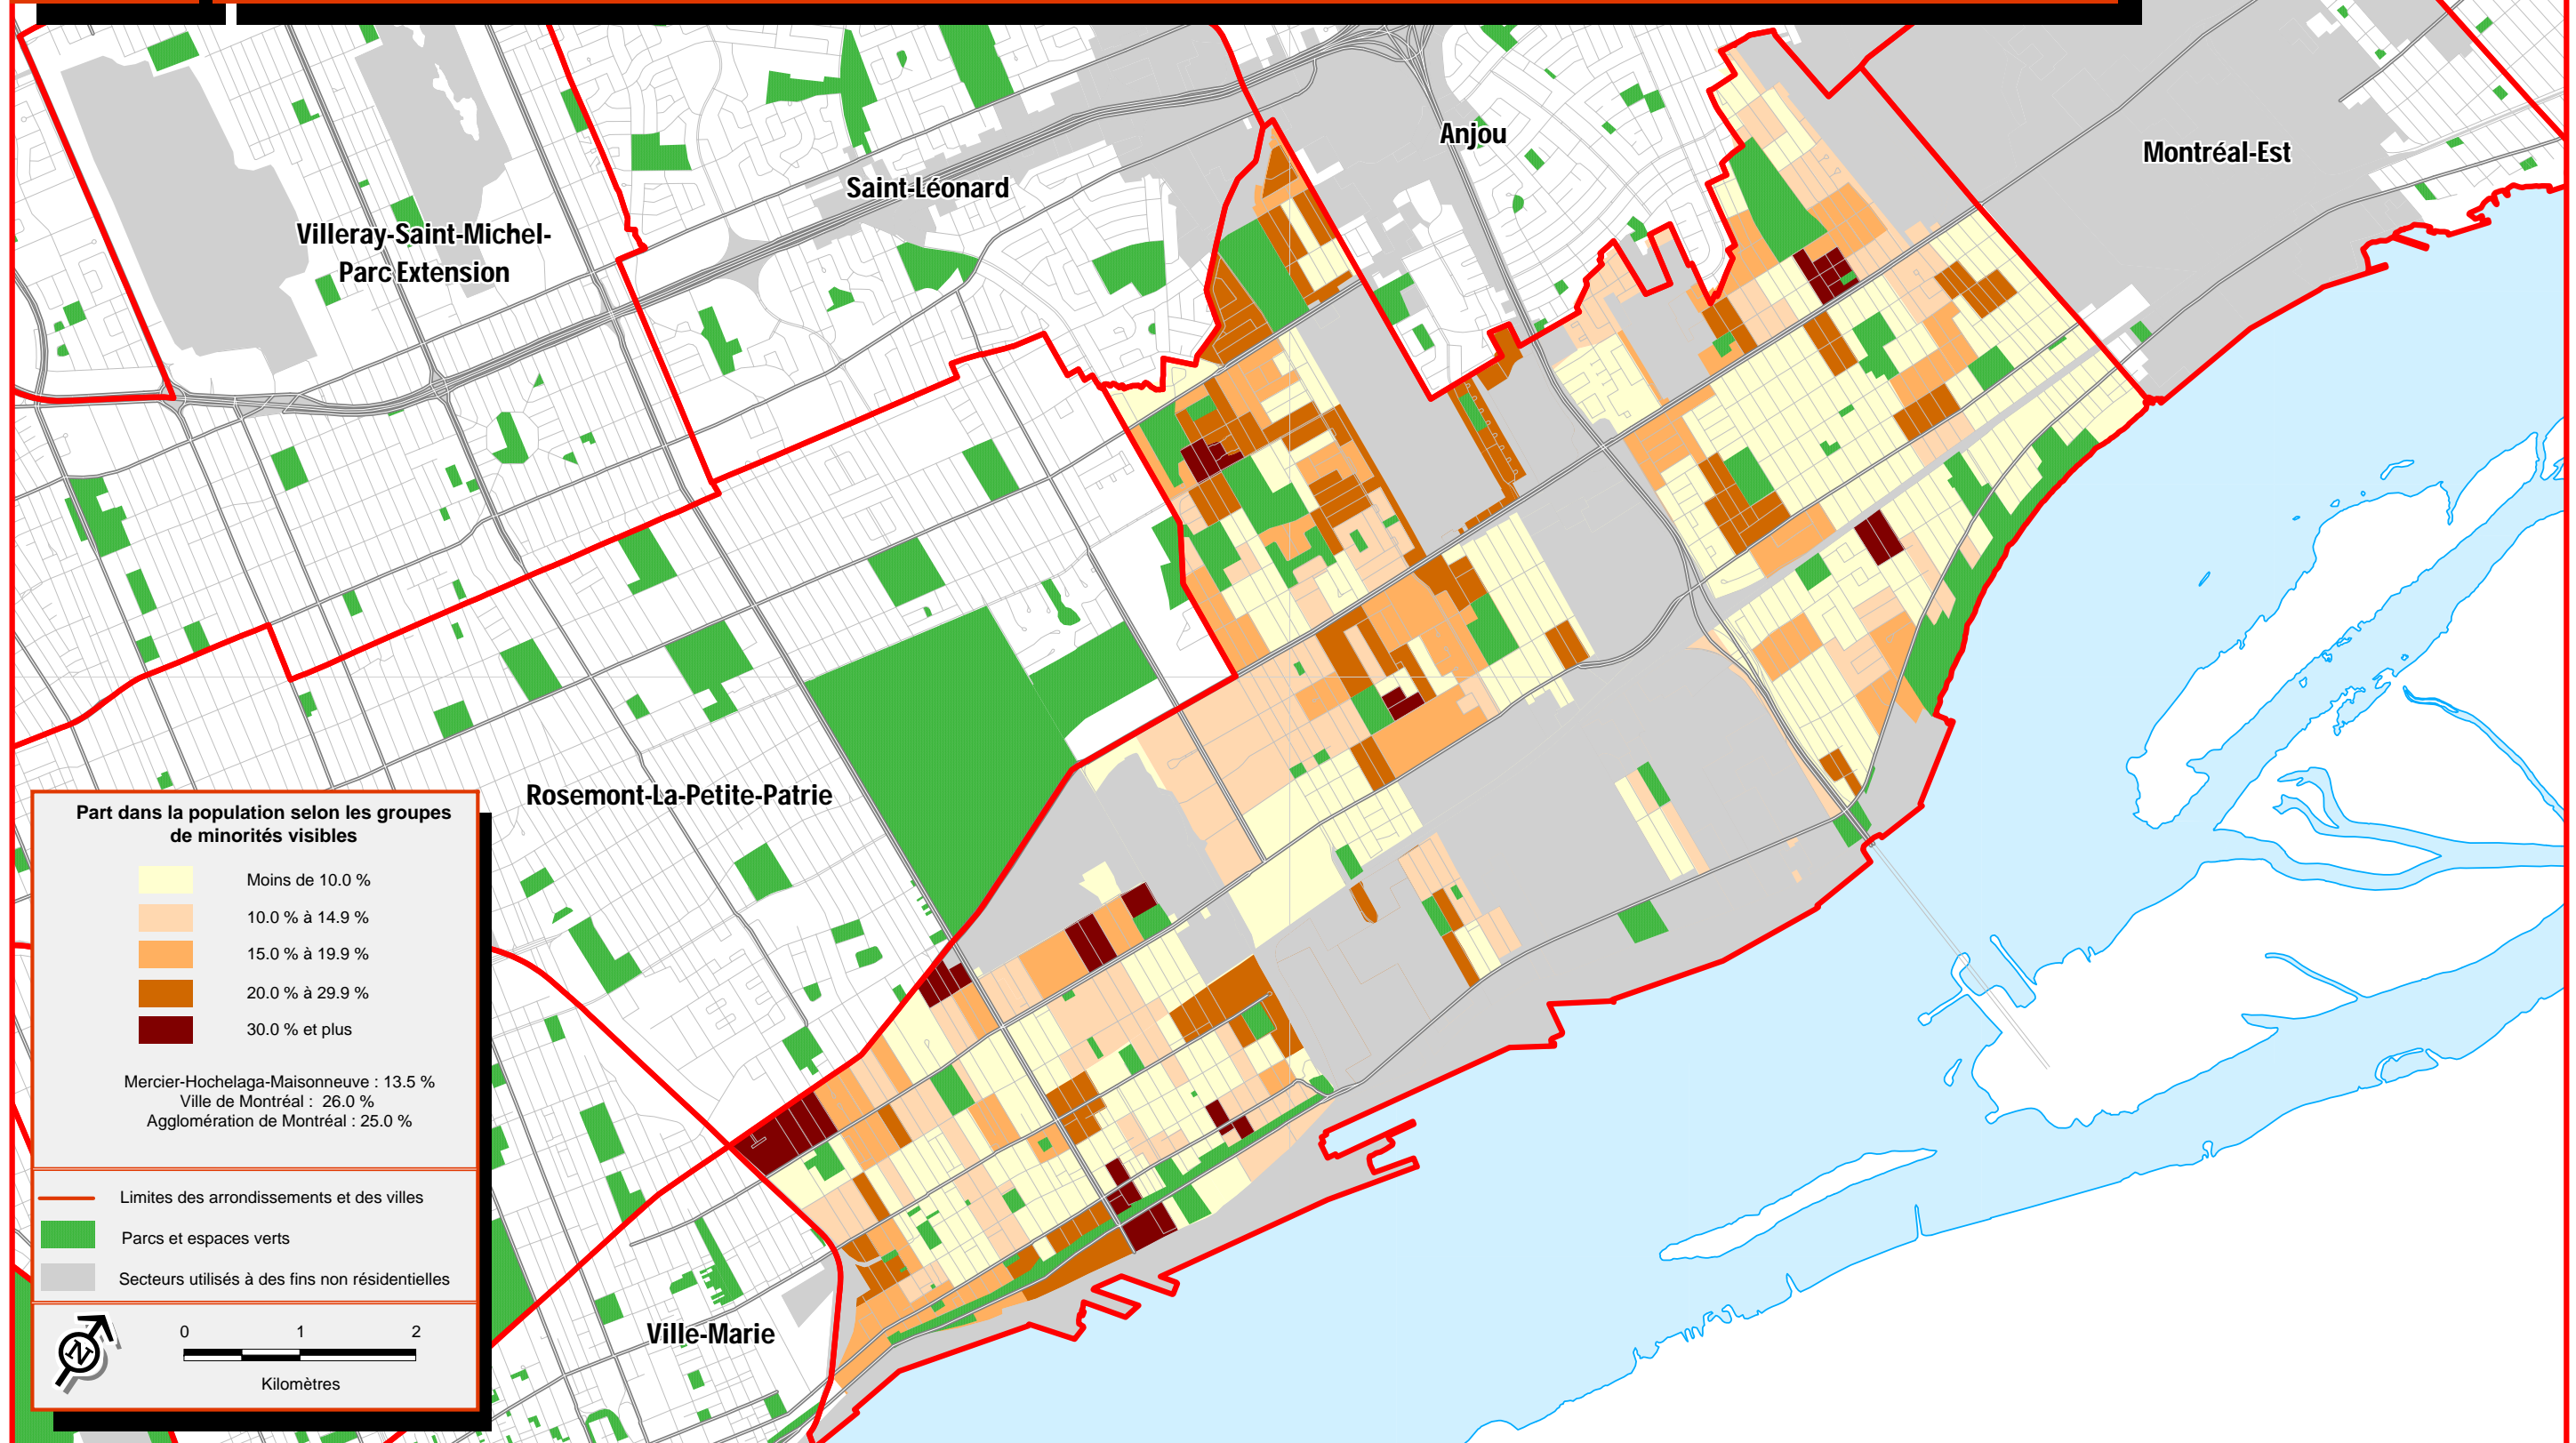 Anjou
Montréal-Est
Saint-Léonard
Villeray-Saint-Michel-
Parc Extension
Rosemont-La-Petite-Patrie
Ville-Marie
Part dans la population selon les groupes
de minorités visibles
Moins de 10.0 %
10.0 % à 14.9 %
15.0 % à 19.9 %
20.0 % à 29.9 %
30.0 % et plus
Mercier-Hochelaga-Maisonneuve : 13.5 %
Ville de Montréal : 26.0 %
Agglomération de Montréal : 25.0 %
Limites des arrondissements et des villes
Parcs et espaces verts
Secteurs utilisés à des fins non résidentielles
N
0 1 2
Kilomètres